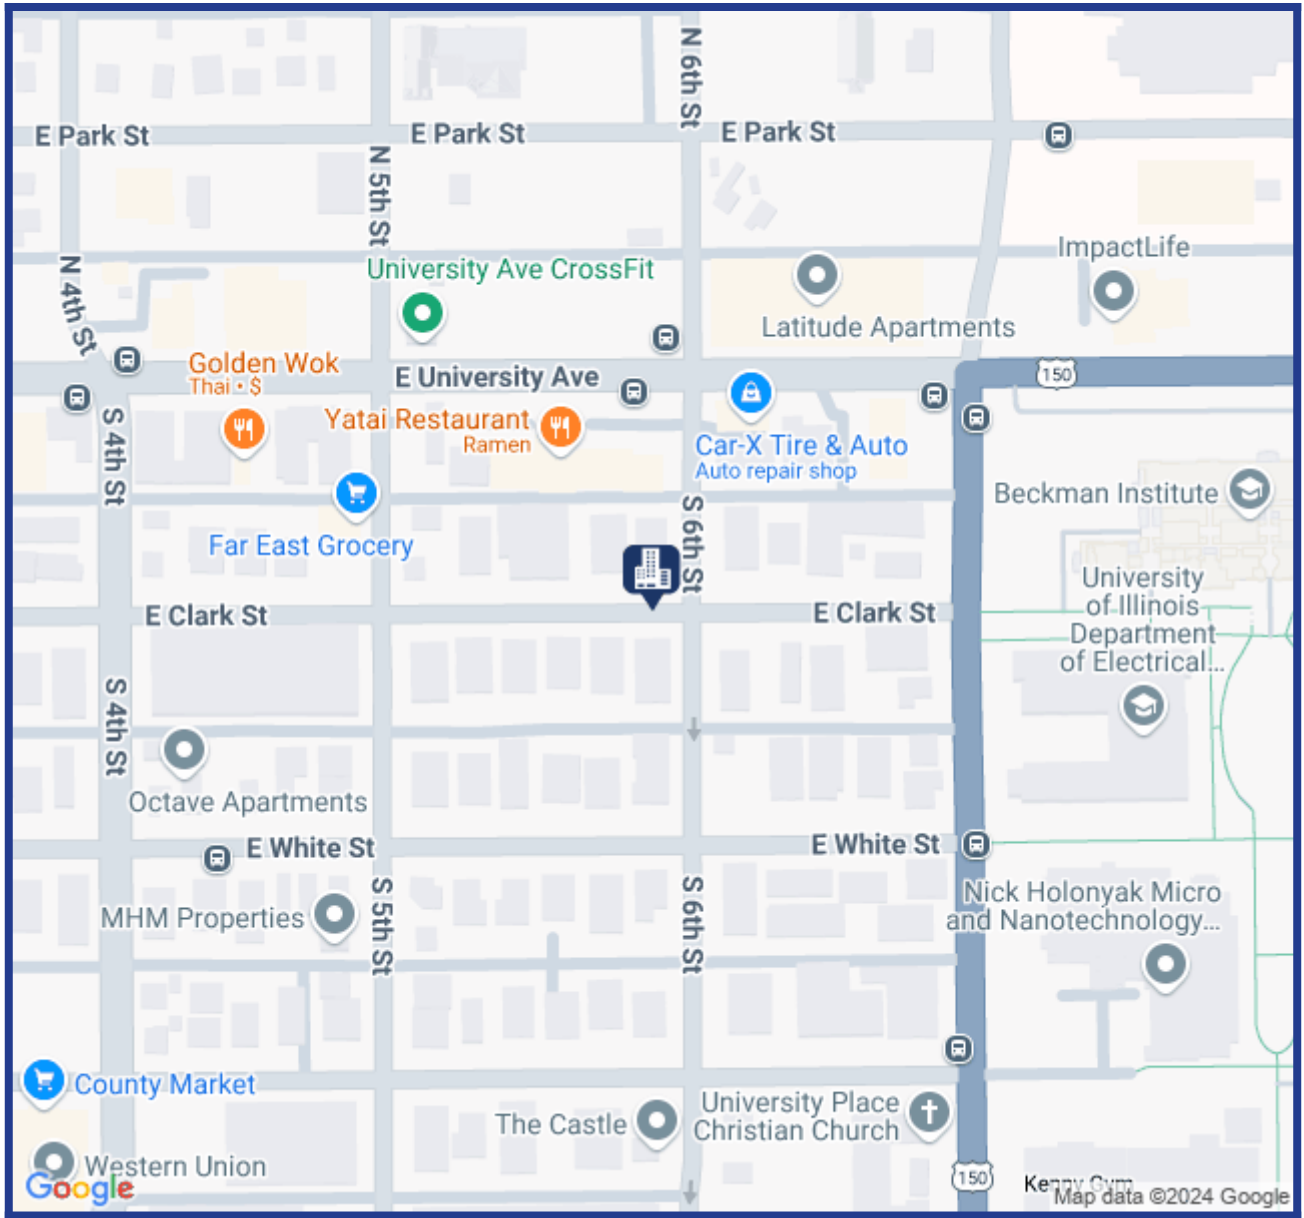 N 6th St
E Park St
E Park St
E Park St
N 5th St
ImpactLife
University Ave CrossFit
N 4th St
Latitude Apartments
Golden Wok
Thai • $
E University Ave
150
Yatai Restaurant
Ramen
S 4th St
Car-X Tire & Auto
Auto repair shop
Beckman Institute
S 6th St
Far East Grocery
University
of Illinois
Department
of Electrical...
E Clark St
E Clark St
S 4th St
Octave Apartments
E White St
E White St
S 5th St
S 6th St
Nick Holonyak Micro
and Nanotechnology...
MHM Properties
County Market
The Castle
University Place
Christian Church
Western Union
150
Kenny Gym
Google
Map data ©2024 Google